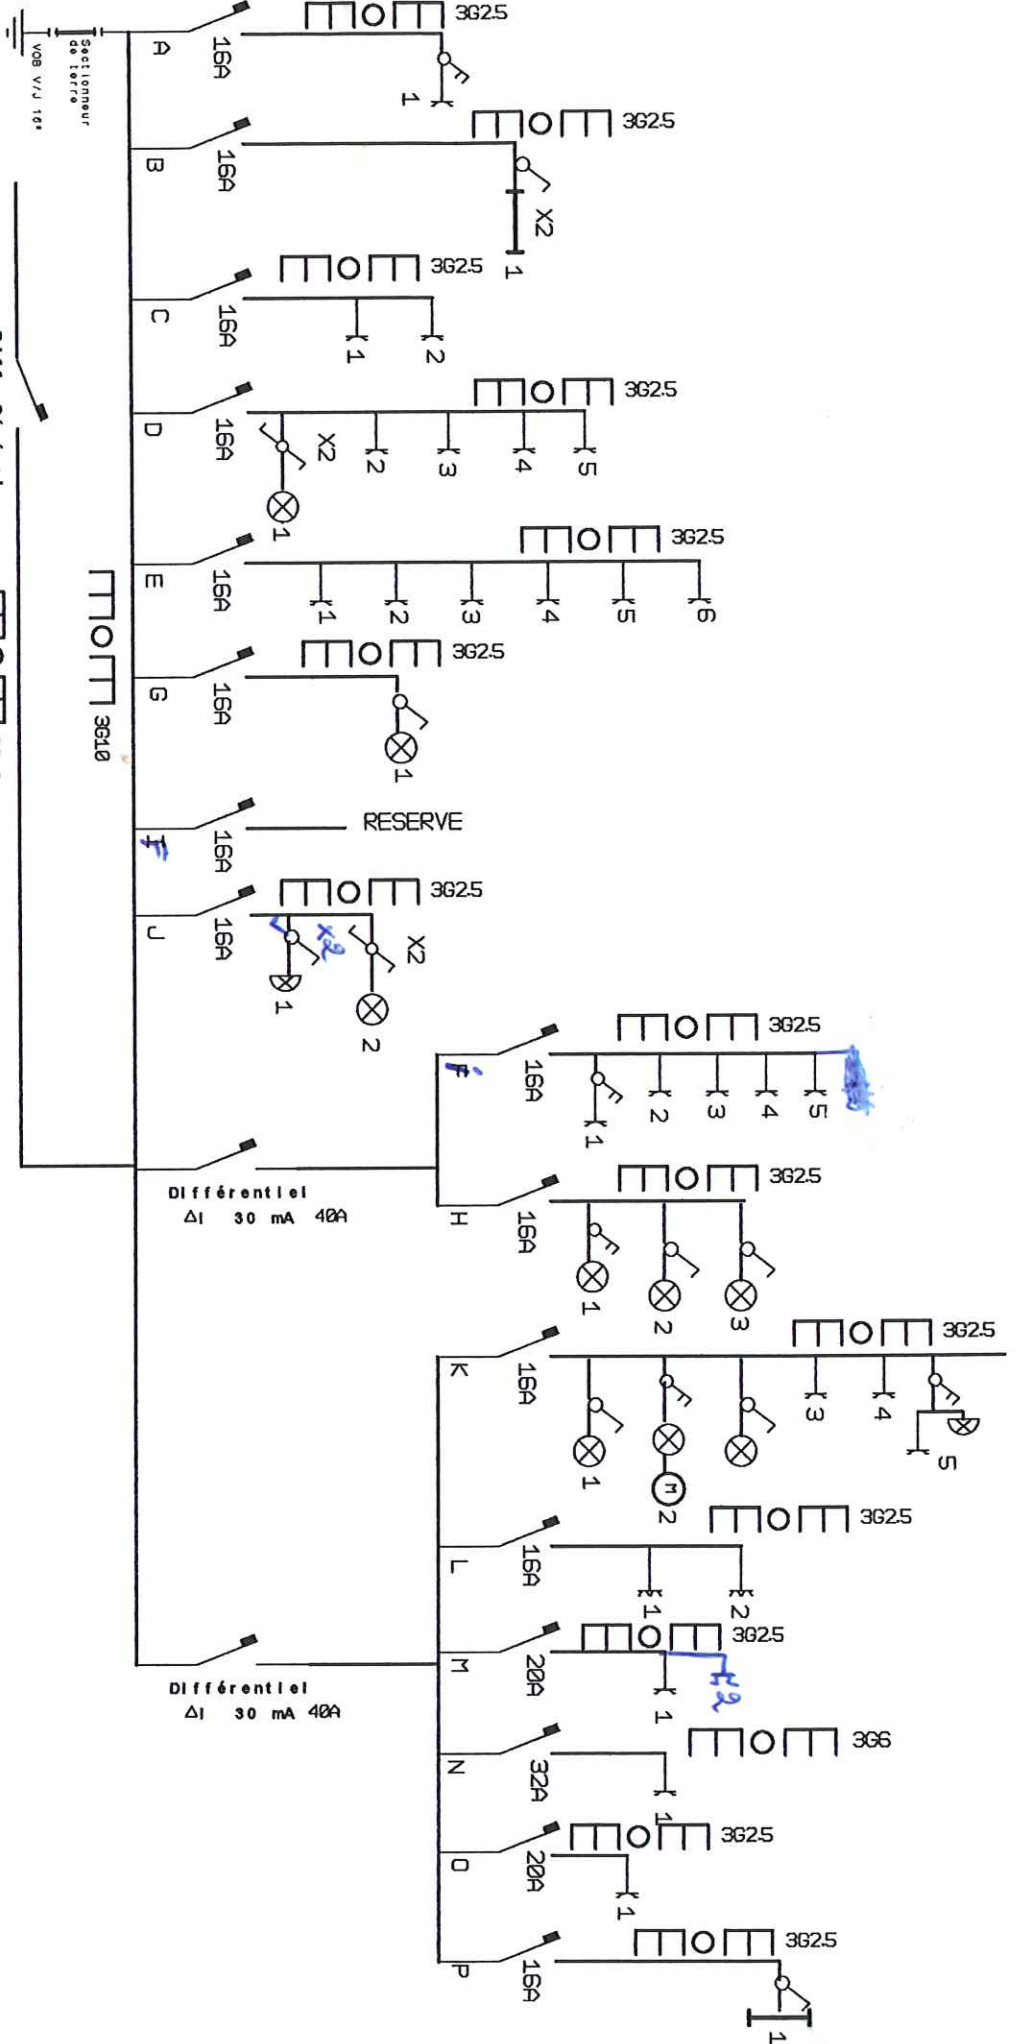 3G2.5
16A
A
1
Sectionneur
de terre
VOB V/J 16²
3G2.5
16A
B
X2
1
3G2.5
16A
C
1
2
3G2.5
16A
D
X2
1
2
3
4
5
3G2.5
16A
E
1
2
3
4
5
6
3G10
3G2.5
16A
G
1
RESERVE
16A
F
3G2.5
16A
J
X2
X2
1
2
3G2.5
16A
1
2
3
4
5
Différentiel
ΔI 30 mA 40A
3G2.5
16A
H
1
2
3
3G2.5
16A
K
1
M
2
3
4
5
3G2.5
16A
L
1
2
3G2.5
20A
M
1
2
Différentiel
ΔI 30 mA 40A
3G6
32A
N
1
3G2.5
20A
O
1
3G2.5
16A
P
1